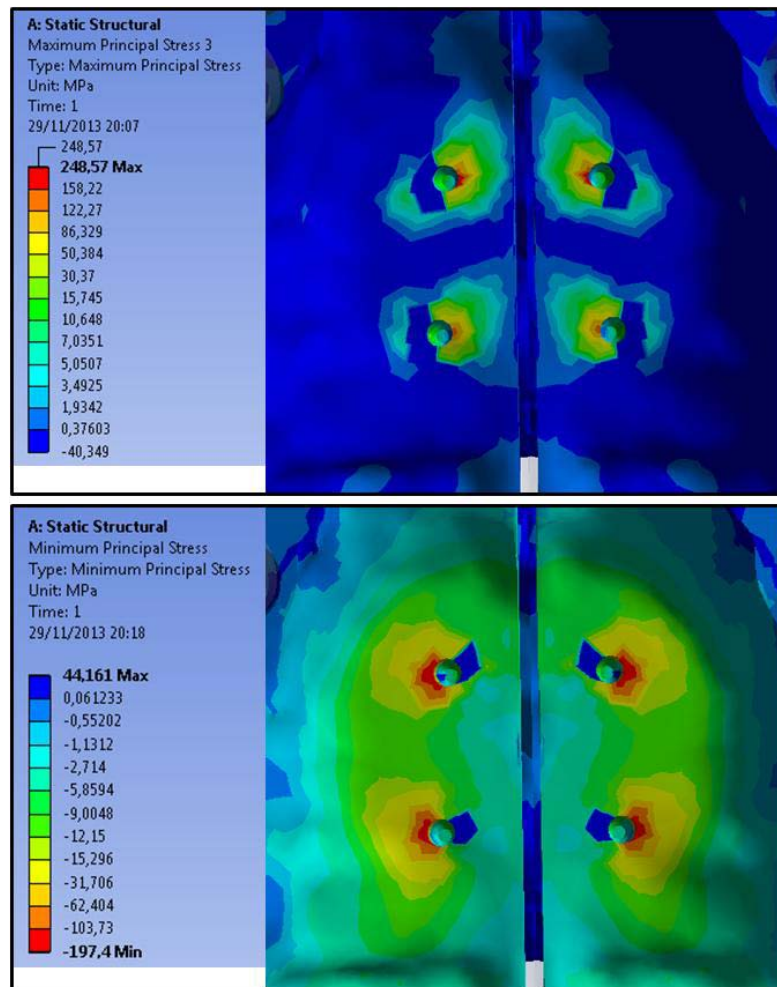 A: Static Structural
Maximum Principal Stress 3
Type: Maximum Principal Stress
Unit: MPa
Time: 1
29/11/2013 20:07
248,57
248,57 Max
158,22
122,27
86,329
50,384
30,37
15,745
10,648
7,0351
5,0507
3,4925
1,9342
0,37603
-40,349
A: Static Structural
Minimum Principal Stress
Type: Minimum Principal Stress
Unit: MPa
Time: 1
29/11/2013 20:18
44,161 Max
0,061233
-0,55202
-1,1312
-2,714
-5,8594
-9,0048
-12,15
-15,296
-31,706
-62,404
-103,73
-197,4 Min